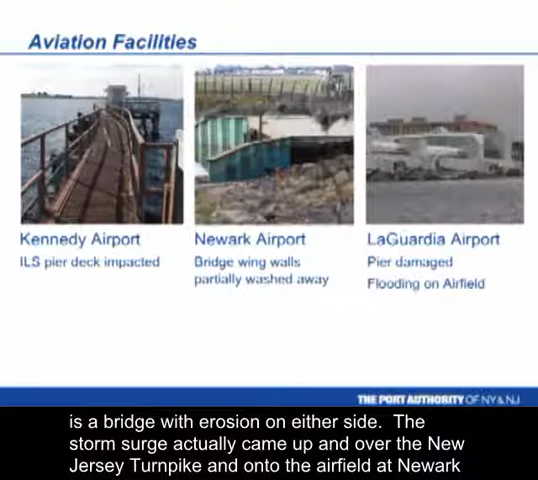 Aviation Facilities
Kennedy Airport
ILS pier deck impacted
Newark Airport
Bridge wing walls
partially washed away
LaGuardia Airport
Pier damaged
Flooding on Airfield
THE PORT AUTHORITY OF NY & NJ
is a bridge with erosion on either side.  The
storm surge actually came up and over the New
Jersey Turnpike and onto the airfield at Newark